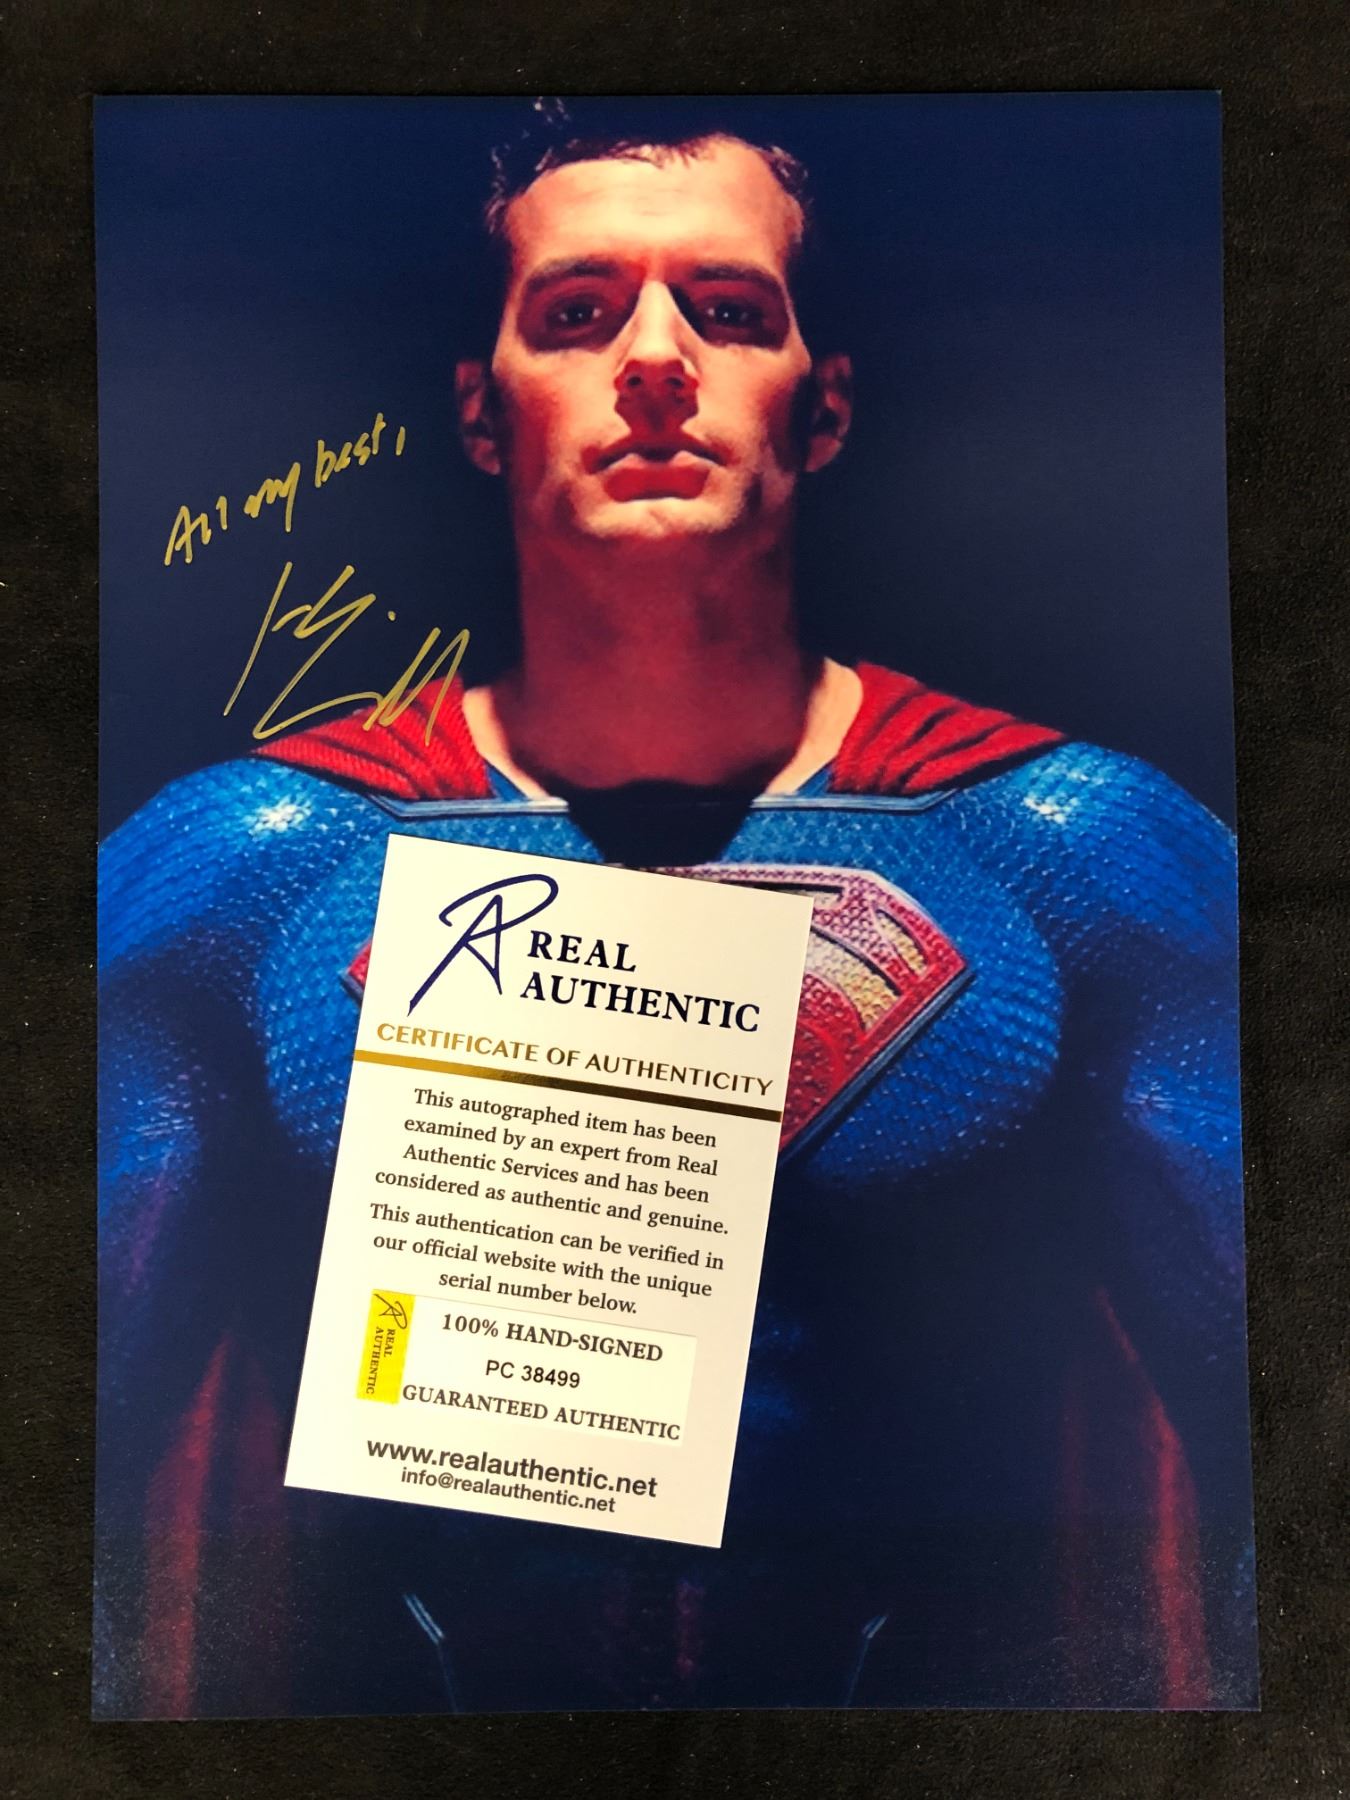 All my best,
REAL
AUTHENTIC
CERTIFICATE OF AUTHENTICITY
This autographed item has been
examined by an expert from Real
Authentic Services and has been
considered as authentic and genuine.
This authentication can be verified in
our official website with the unique
serial number below.
REAL
AUTHENTIC
100% HAND-SIGNED
PC 38499
GUARANTEED AUTHENTIC
www.realauthentic.net
info@realauthentic.net